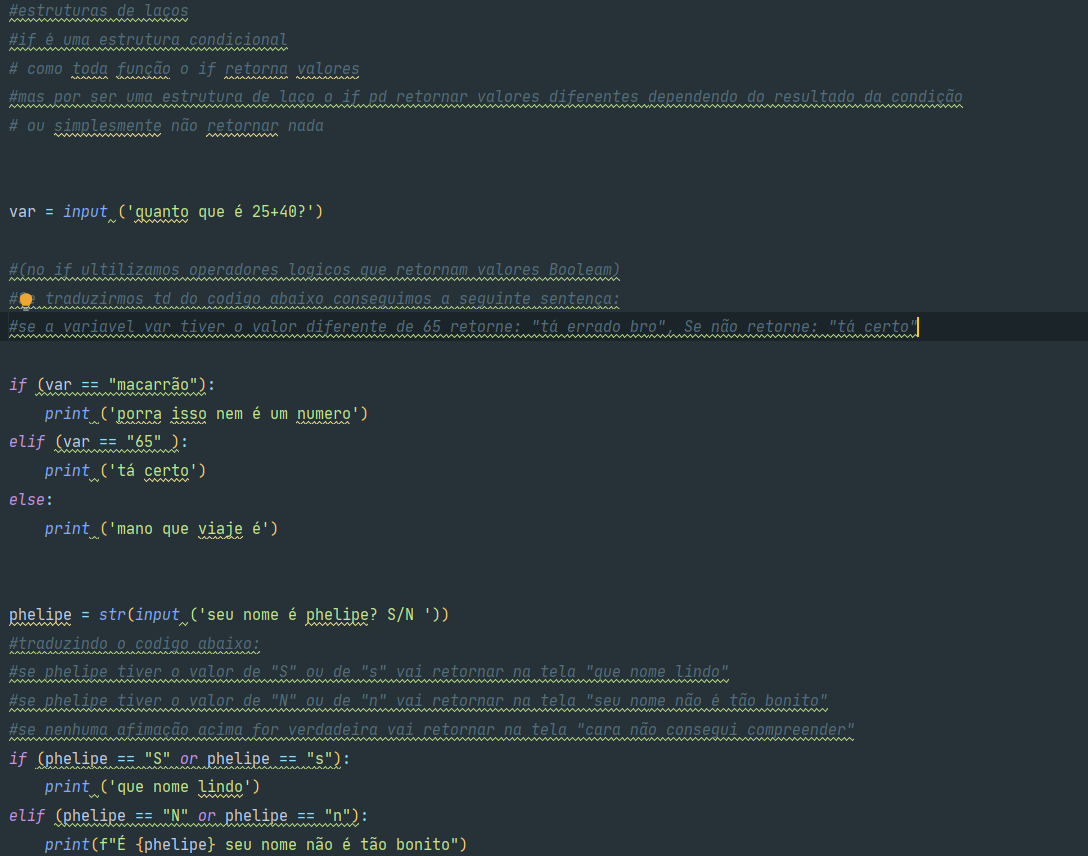 #estruturas de laços
#if é uma estrutura condicional
# como toda função o if retorna valores
#mas por ser uma estrutura de laço o if pd retornar valores diferentes dependendo do resultado da condição
# ou simplesmente não retornar nada
var = input ('quanto que é 25+40?')
#(no if ultilizamos operadores logicos que retornam valores Booleam)
# traduzirmos td do codigo abaixo conseguimos a seguinte sentença:
#se a variavel var tiver o valor diferente de 65 retorne: "tá errado bro", Se não retorne: "tá certo"
if (var == "macarrão"):
    print ('porra isso nem é um numero')
elif (var == "65" ):
    print ('tá certo')
else:
    print ('mano que viaje é')
phelipe = str(input ('seu nome é phelipe? S/N '))
#traduzindo o codigo abaixo:
#se phelipe tiver o valor de "S" ou de "s" vai retornar na tela "que nome lindo"
#se phelipe tiver o valor de "N" ou de "n" vai retornar na tela "seu nome não é tão bonito"
#se nenhuma afimação acima for verdadeira vai retornar na tela "cara não consegui compreender"
if (phelipe == "S" or phelipe == "s"):
    print ('que nome lindo')
elif (phelipe == "N" or phelipe == "n"):
    print(f"É {phelipe} seu nome não é tão bonito")